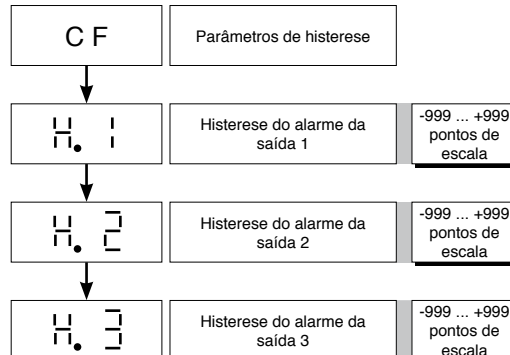 C F
Parâmetros de histerese
H. 1
Histerese do alarme da
saída 1
-999 ... +999
pontos de
escala
H. 2
Histerese do alarme da
saída 2
-999 ... +999
pontos de
escala
H. 3
Histerese do alarme da
saída 3
-999 ... +999
pontos de
escala